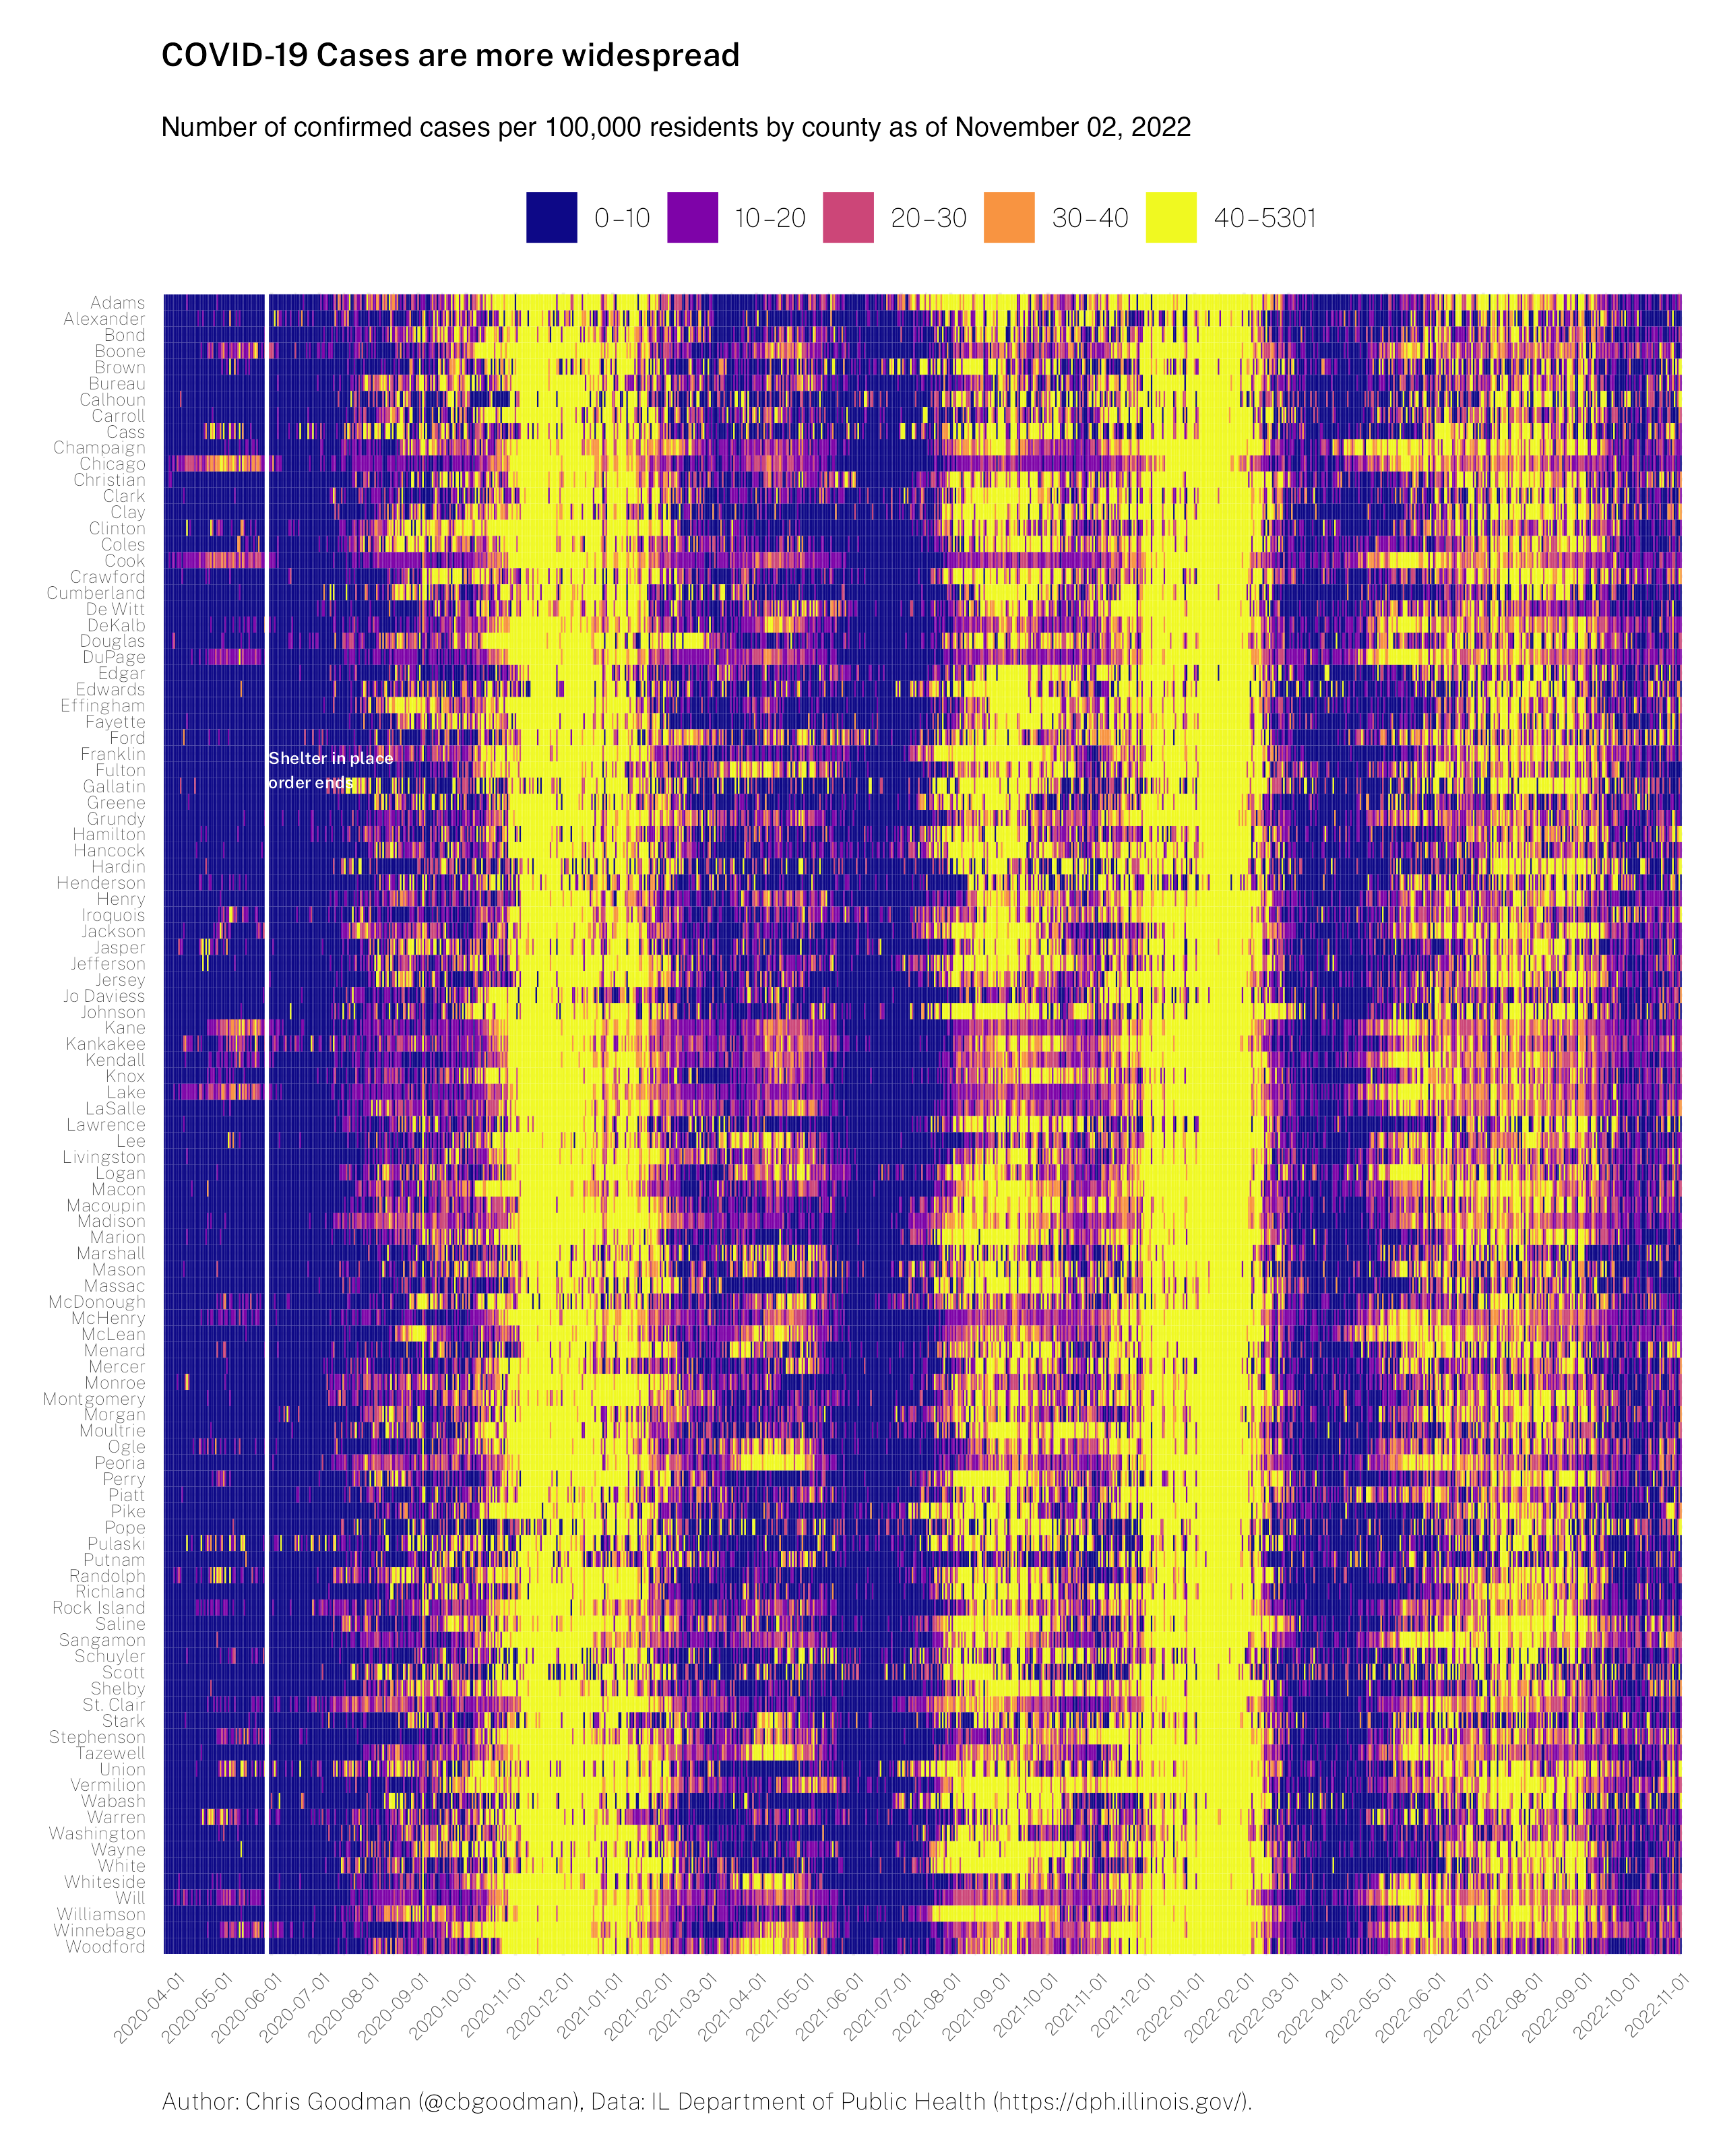 COVID-19 Cases are more widespread
Number of confirmed cases per 100,000 residents by county as of November 02, 2022
0–10 10–20 20–30 30–40 40–5301
Adams
Alexander
Bond
Boone
Brown
Bureau
Calhoun
Carroll
Cass
Champaign
Chicago
Christian
Clark
Clay
Clinton
Coles
Cook
Crawford
Cumberland
De Witt
DeKalb
Douglas
DuPage
Edgar
Edwards
Effingham
Fayette
Ford
Franklin
Fulton
Gallatin
Greene
Grundy
Hamilton
Hancock
Hardin
Henderson
Henry
Iroquois
Jackson
Jasper
Jefferson
Jersey
Jo Daviess
Johnson
Kane
Kankakee
Kendall
Knox
Lake
LaSalle
Lawrence
Lee
Livingston
Logan
Macon
Macoupin
Madison
Marion
Marshall
Mason
Massac
McDonough
McHenry
McLean
Menard
Mercer
Monroe
Montgomery
Morgan
Moultrie
Ogle
Peoria
Perry
Piatt
Pike
Pope
Pulaski
Putnam
Randolph
Richland
Rock Island
Saline
Sangamon
Schuyler
Scott
Shelby
St. Clair
Stark
Stephenson
Tazewell
Union
Vermilion
Wabash
Warren
Washington
Wayne
White
Whiteside
Will
Williamson
Winnebago
Woodford
Shelter in place
order ends
2020-04-01
2020-05-01
2020-06-01
2020-07-01
2020-08-01
2020-09-01
2020-10-01
2020-11-01
2020-12-01
2021-01-01
2021-02-01
2021-03-01
2021-04-01
2021-05-01
2021-06-01
2021-07-01
2021-08-01
2021-09-01
2021-10-01
2021-11-01
2021-12-01
2022-01-01
2022-02-01
2022-03-01
2022-04-01
2022-05-01
2022-06-01
2022-07-01
2022-08-01
2022-09-01
2022-10-01
2022-11-01
Author: Chris Goodman (@cbgoodman), Data: IL Department of Public Health (https://dph.illinois.gov/).